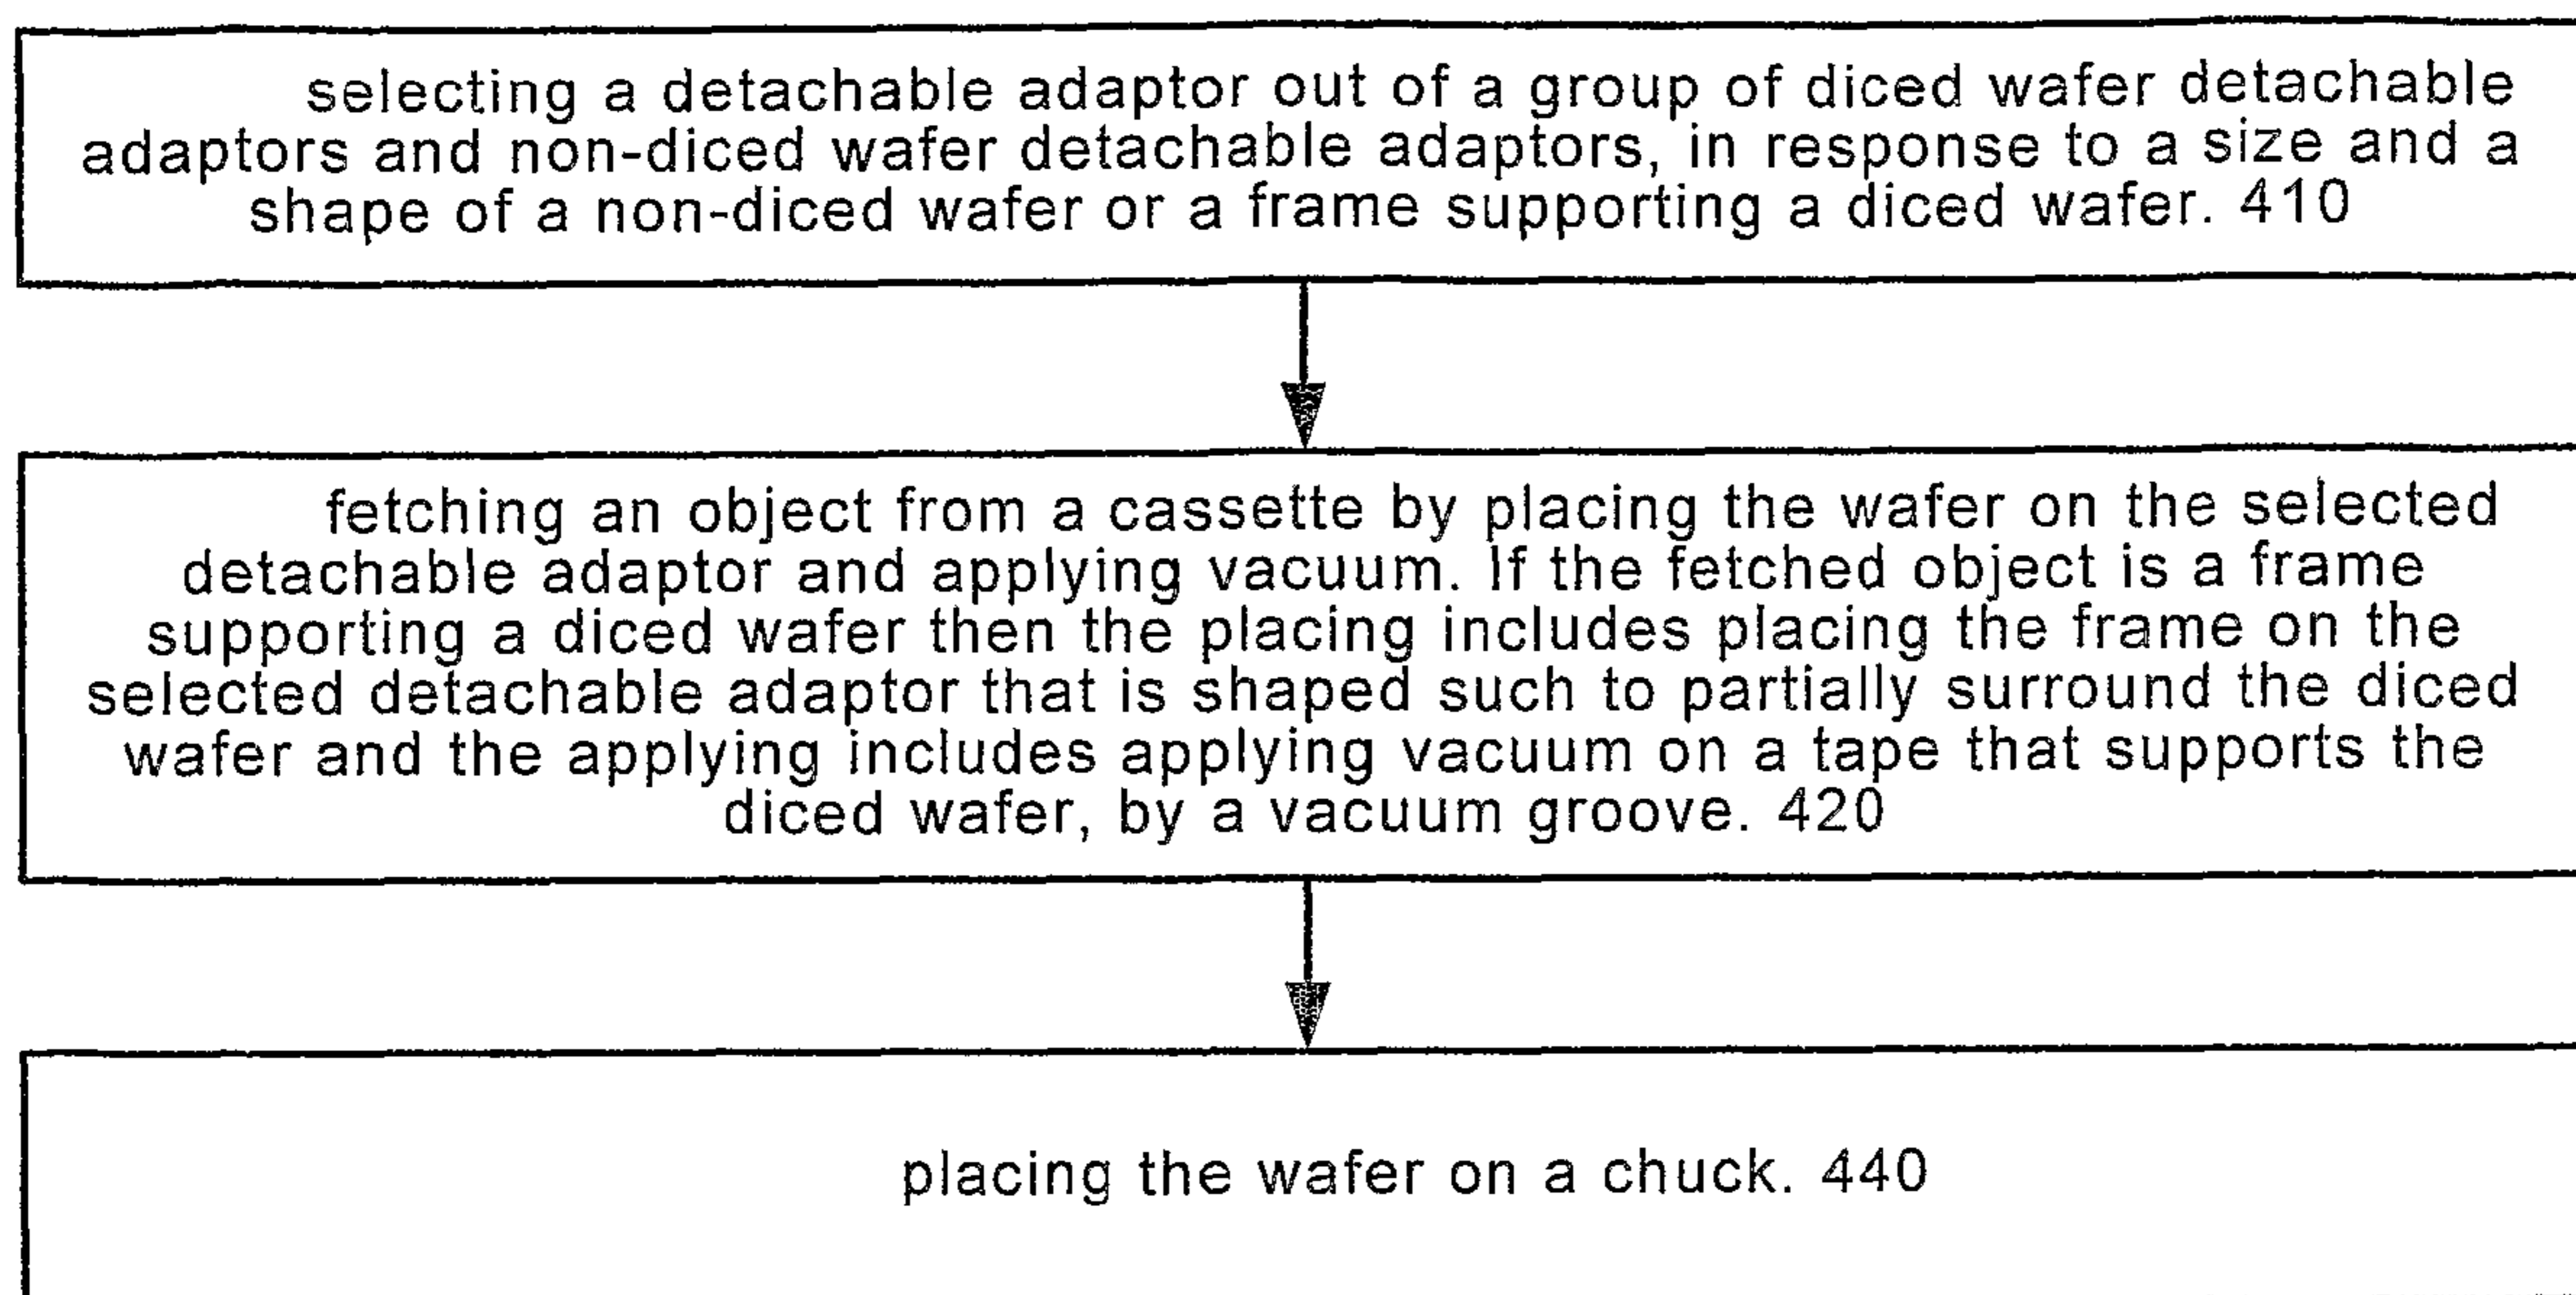 selecting a detachable adaptor out of a group of diced wafer detachable
adaptors and non-diced wafer detachable adaptors, in response to a size and a
shape of a non-diced wafer or a frame supporting a diced wafer. 410
fetching an object from a cassette by placing the wafer on the selected
detachable adaptor and applying vacuum. If the fetched object is a frame
supporting a diced wafer then the placing includes placing the frame on the
selected detachable adaptor that is shaped such to partially surround the diced
wafer and the applying includes applying vacuum on a tape that supports the
diced wafer, by a vacuum groove. 420
placing the wafer on a chuck. 440